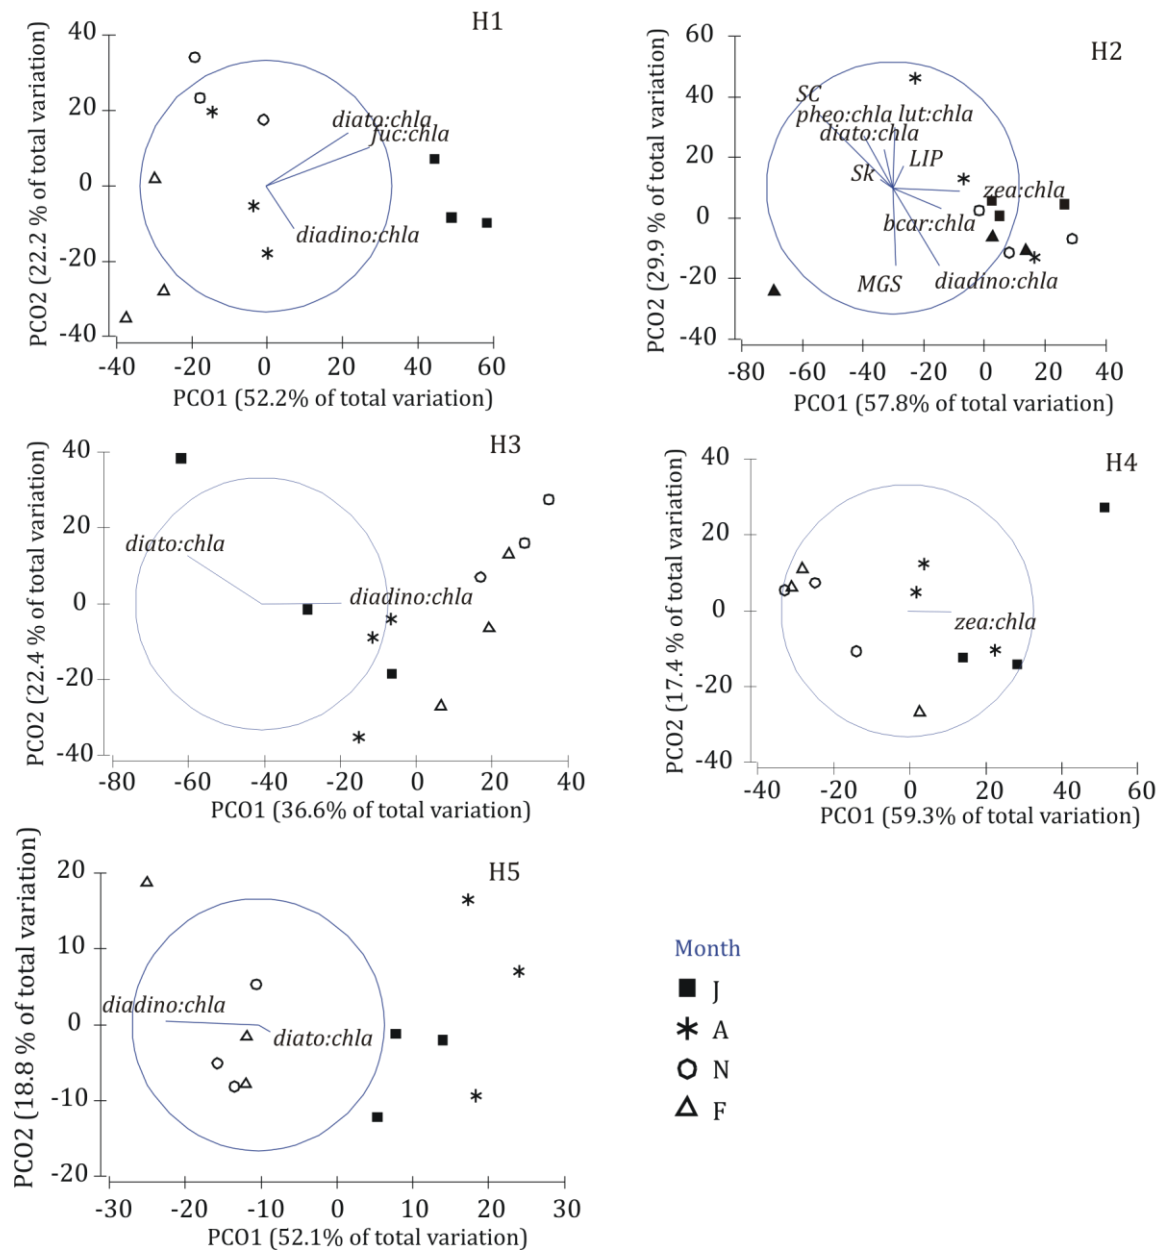 H1
40
20
0
-20
-40
PCO2 (22.2 % of total variation)
diato:chla
fuc:chla
diadino:chla
-40 -20 0 20 40 60
PCO1 (52.2% of total variation)
H2
60
40
20
0
-20
-40
PCO2 (29.9 % of total variation)
SC
pheo:chla lut:chla
diato:chla
LIP
Sk
zea:chla
bcar:chla
MGS
diadino:chla
-80 -60 -40 -20 0 20 40
PCO1 (57.8% of total variation)
H3
40
20
0
-20
-40
PCO2 (22.4 % of total variation)
diato:chla
diadino:chla
-80 -60 -40 -20 0 20 40
PCO1 (36.6% of total variation)
H4
40
20
0
-20
-40
PCO2 (17.4 % of total variation)
zea:chla
-40 -20 0 20 40 60
PCO1 (59.3% of total variation)
H5
20
10
0
-10
-20
PCO2 (18.8 % of total variation)
diadino:chla
diato:chla
-30 -20 -10 0 10 20 30
PCO1 (52.1% of total variation)
Month
J
A
N
F